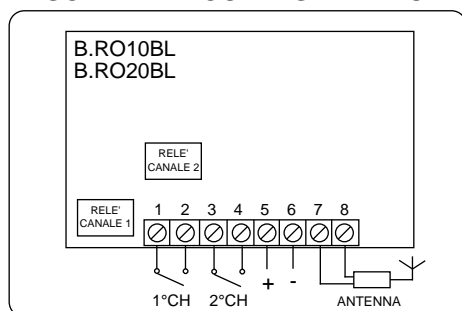 B.RO10BL
B.RO20BL
RELE'
CANALE 2
RELE'
CANALE 1
1 2 3 4 5 6 7 8
1°CH 2°CH + - ANTENNA